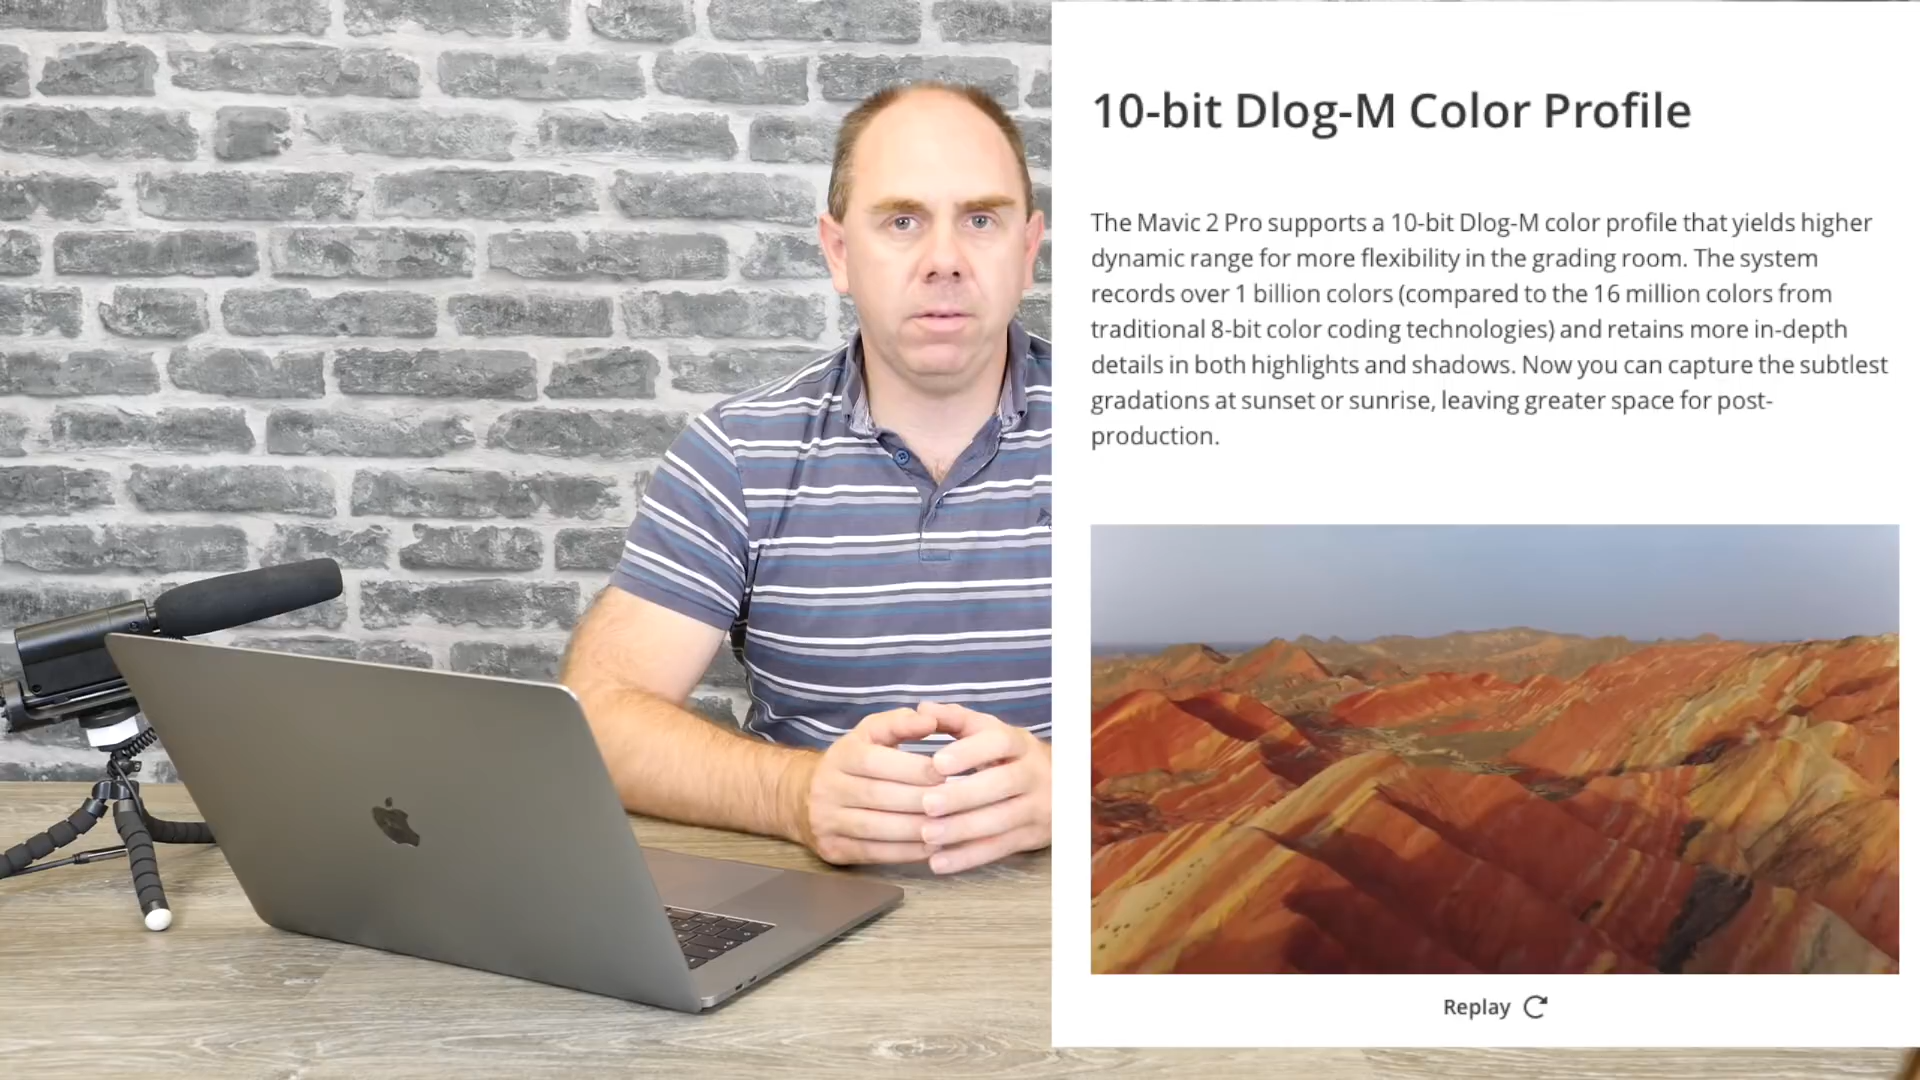 10-bit Dlog-M Color Profile
The Mavic 2 Pro supports a 10-bit Dlog-M color profile that yields higher
dynamic range for more flexibility in the grading room. The system
records over 1 billion colors (compared to the 16 million colors from
traditional 8-bit color coding technologies) and retains more in-depth
details in both highlights and shadows. Now you can capture the subtlest
gradations at sunset or sunrise, leaving greater space for post-
production.
Replay